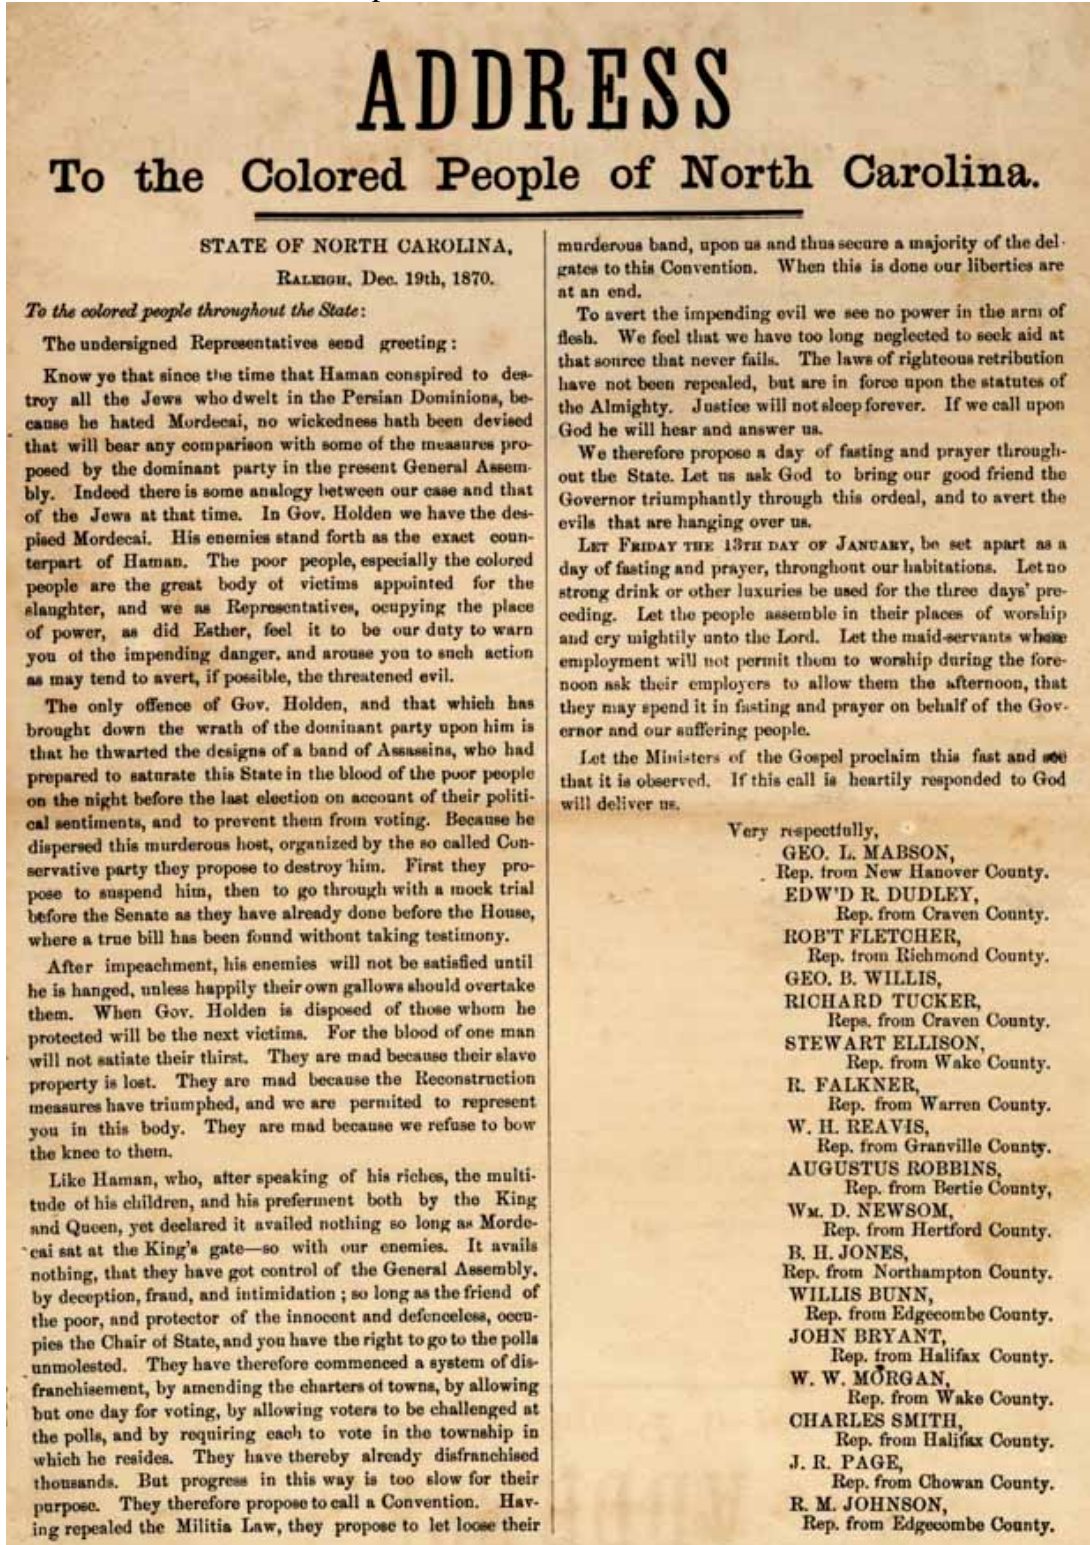 ADDRESS
To the Colored People of North Carolina.
STATE OF NORTH CAROLINA,
RALEIGH, Dec. 19th, 1870.
To the colored people throughout the State:
The undersigned Representatives send greeting:
Know ye that since the time that Haman conspired to des-
troy all the Jews who dwelt in the Persian Dominions, be-
cause he hated Mordecai, no wickedness hath been devised
that will bear any comparison with some of the measures pro-
posed by the dominant party in the present General Assem-
bly. Indeed there is some analogy between our case and that
of the Jews at that time. In Gov. Holden we have the des-
pised Mordecai. His enemies stand forth as the exact coun-
terpart of Haman. The poor people, especially the colored
people are the great body of victims appointed for the
slaughter, and we as Representatives, ocupying the place
of power, as did Esther, feel it to be our duty to warn
you of the impending danger, and arouse you to such action
as may tend to avert, if possible, the threatened evil.
The only offence of Gov. Holden, and that which has
brought down the wrath of the dominant party upon him is
that he thwarted the designs of a band of Assassins, who had
prepared to saturate this State in the blood of the poor people
on the night before the last election on account of their politi-
cal sentiments, and to prevent them from voting. Because he
dispersed this murderous host, organized by the so called Con-
servative party they propose to destroy him. First they pro-
pose to suspend him, then to go through with a mock trial
before the Senate as they have already done before the House,
where a true bill has been found without taking testimony.
After impeachment, his enemies will not be satisfied until
he is hanged, unless happily their own gallows should overtake
them. When Gov. Holden is disposed of those whom he
protected will be the next victims. For the blood of one man
will not satiate their thirst. They are mad because their slave
property is lost. They are mad because the Reconstruction
measures have triumphed, and we are permited to represent
you in this body. They are mad because we refuse to bow
the knee to them.
Like Haman, who, after speaking of his riches, the multi-
tude of his children, and his preferment both by the King
and Queen, yet declared it availed nothing so long as Morde-
cai sat at the King's gate—so with our enemies. It avails
nothing, that they have got control of the General Assembly,
by deception, fraud, and intimidation; so long as the friend of
the poor, and protector of the innocent and defenceless, occu-
pies the Chair of State, and you have the right to go to the polls
unmolested. They have therefore commenced a system of dis-
franchisement, by amending the charters of towns, by allowing
but one day for voting, by allowing voters to be challenged at
the polls, and by requiring each to vote in the township in
which he resides. They have thereby already disfranchised
thousands. But progress in this way is too slow for their
purpose. They therefore propose to call a Convention. Hav-
ing repealed the Militia Law, they propose to let loose their
murderous band, upon us and thus secure a majority of the del-
gates to this Convention. When this is done our liberties are
at an end.
To avert the impending evil we see no power in the arm of
flesh. We feel that we have too long neglected to seek aid at
that source that never fails. The laws of righteous retribution
have not been repealed, but are in force upon the statutes of
the Almighty. Justice will not sleep forever. If we call upon
God he will hear and answer us.
We therefore propose a day of fasting and prayer through-
out the State. Let us ask God to bring our good friend the
Governor triumphantly through this ordeal, and to avert the
evils that are hanging over us.
LET FRIDAY THE 13TH DAY OF JANUARY, be set apart as a
day of fasting and prayer, throughout our habitations. Let no
strong drink or other luxuries be used for the three days' pre-
ceding. Let the people assemble in their places of worship
and cry mightily unto the Lord. Let the maid-servants whose
employment will not permit them to worship during the fore-
noon ask their employers to allow them the afternoon, that
they may spend it in fasting and prayer on behalf of the Gov-
ernor and our suffering people.
Let the Ministers of the Gospel proclaim this fast and see
that it is observed. If this call is heartily responded to God
will deliver us.
Very respectfully,
GEO. L. MABSON,
Rep. from New Hanover County.
EDW'D R. DUDLEY,
Rep. from Craven County.
ROB'T FLETCHER,
Rep. from Richmond County.
GEO. B. WILLIS,
RICHARD TUCKER,
Reps. from Craven County.
STEWART ELLISON,
Rep. from Wake County.
R. FALKNER,
Rep. from Warren County.
W. H. REAVIS,
Rep. from Granville County.
AUGUSTUS ROBBINS,
Rep. from Bertie County,
WM. D. NEWSOM,
Rep. from Hertford County.
B. H. JONES,
Rep. from Northampton County.
WILLIS BUNN,
Rep. from Edgecombe County.
JOHN BRYANT,
Rep. from Halifax County.
W. W. MORGAN,
Rep. from Wake County.
CHARLES SMITH,
Rep. from Halifax County.
J. R. PAGE,
Rep. from Chowan County.
R. M. JOHNSON,
Rep. from Edgecombe County.